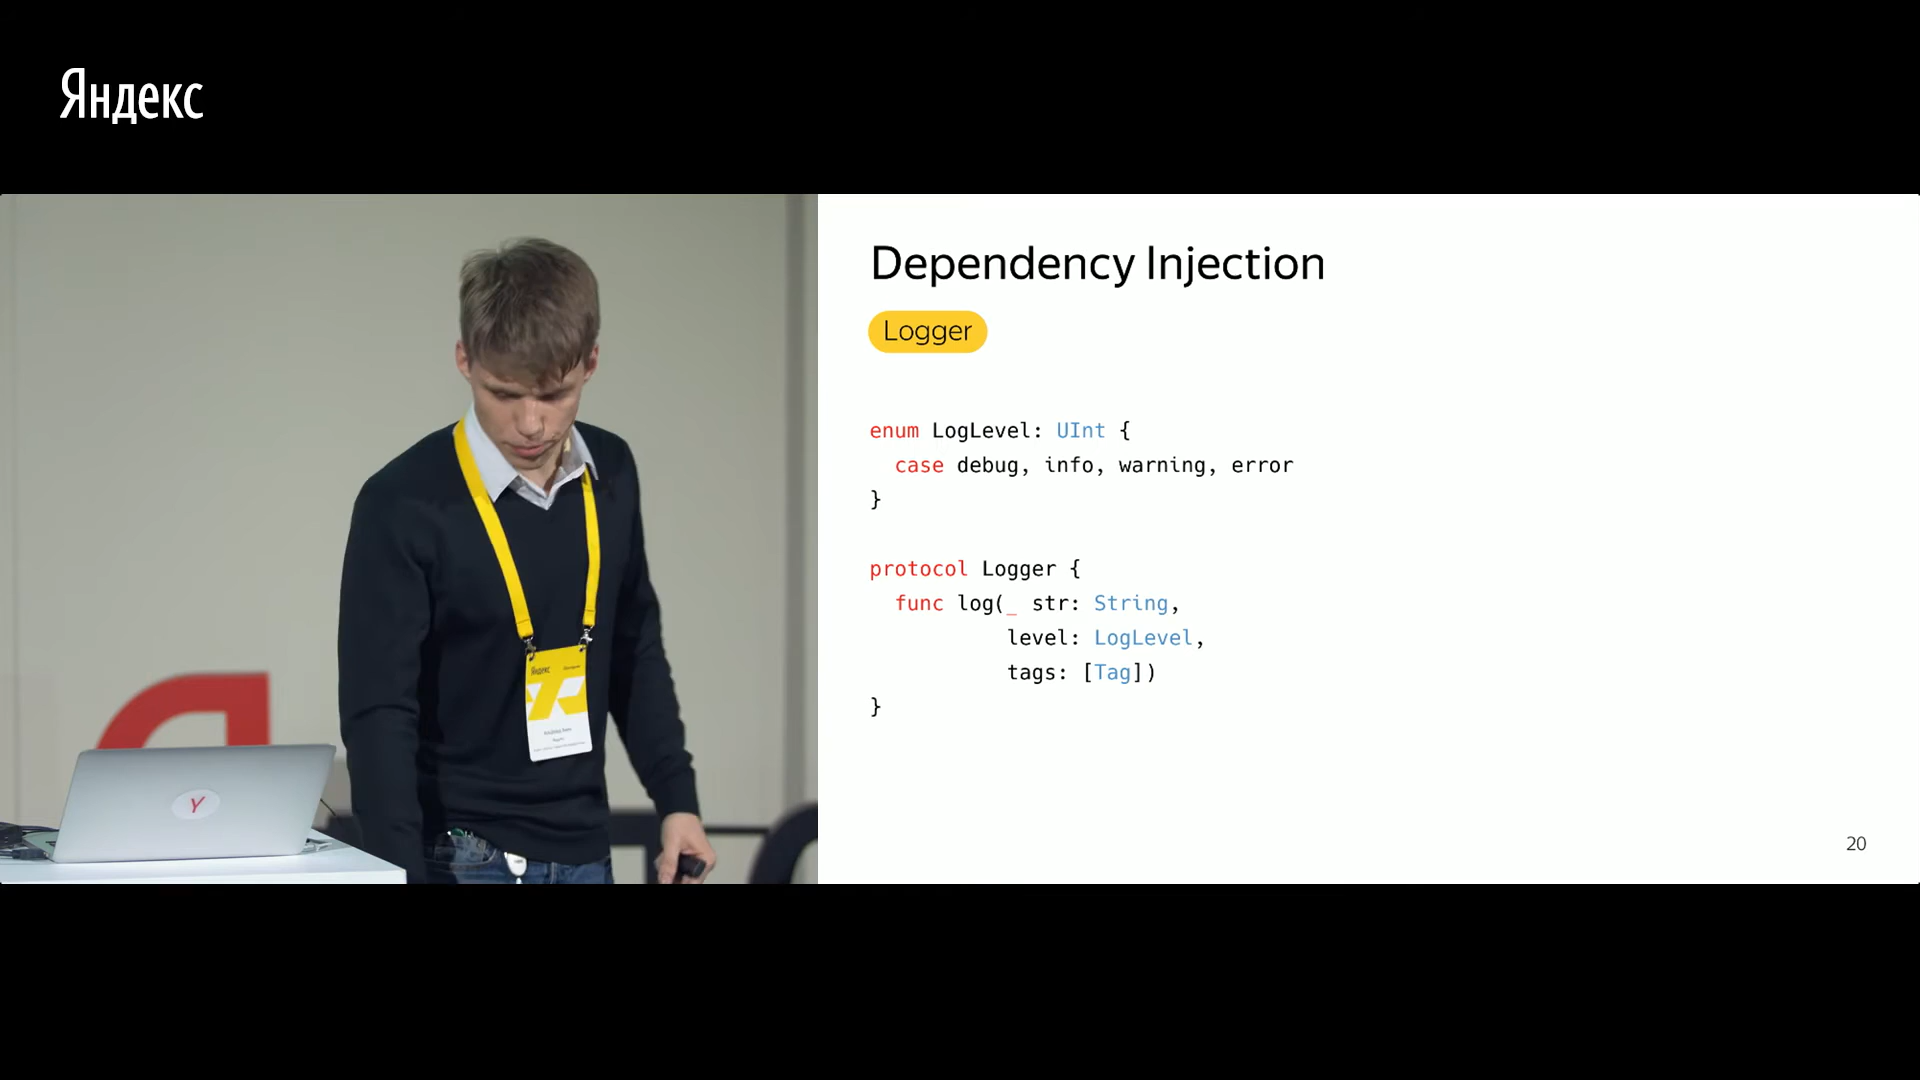 Яндекс
Dependency Injection
Logger
enum LogLevel: UInt {
case debug, info, warning, error
}
protocol Logger {
func log(_ str: String,
level: LogLevel,
tags: [Tag])
}
20
Яндекс
Y